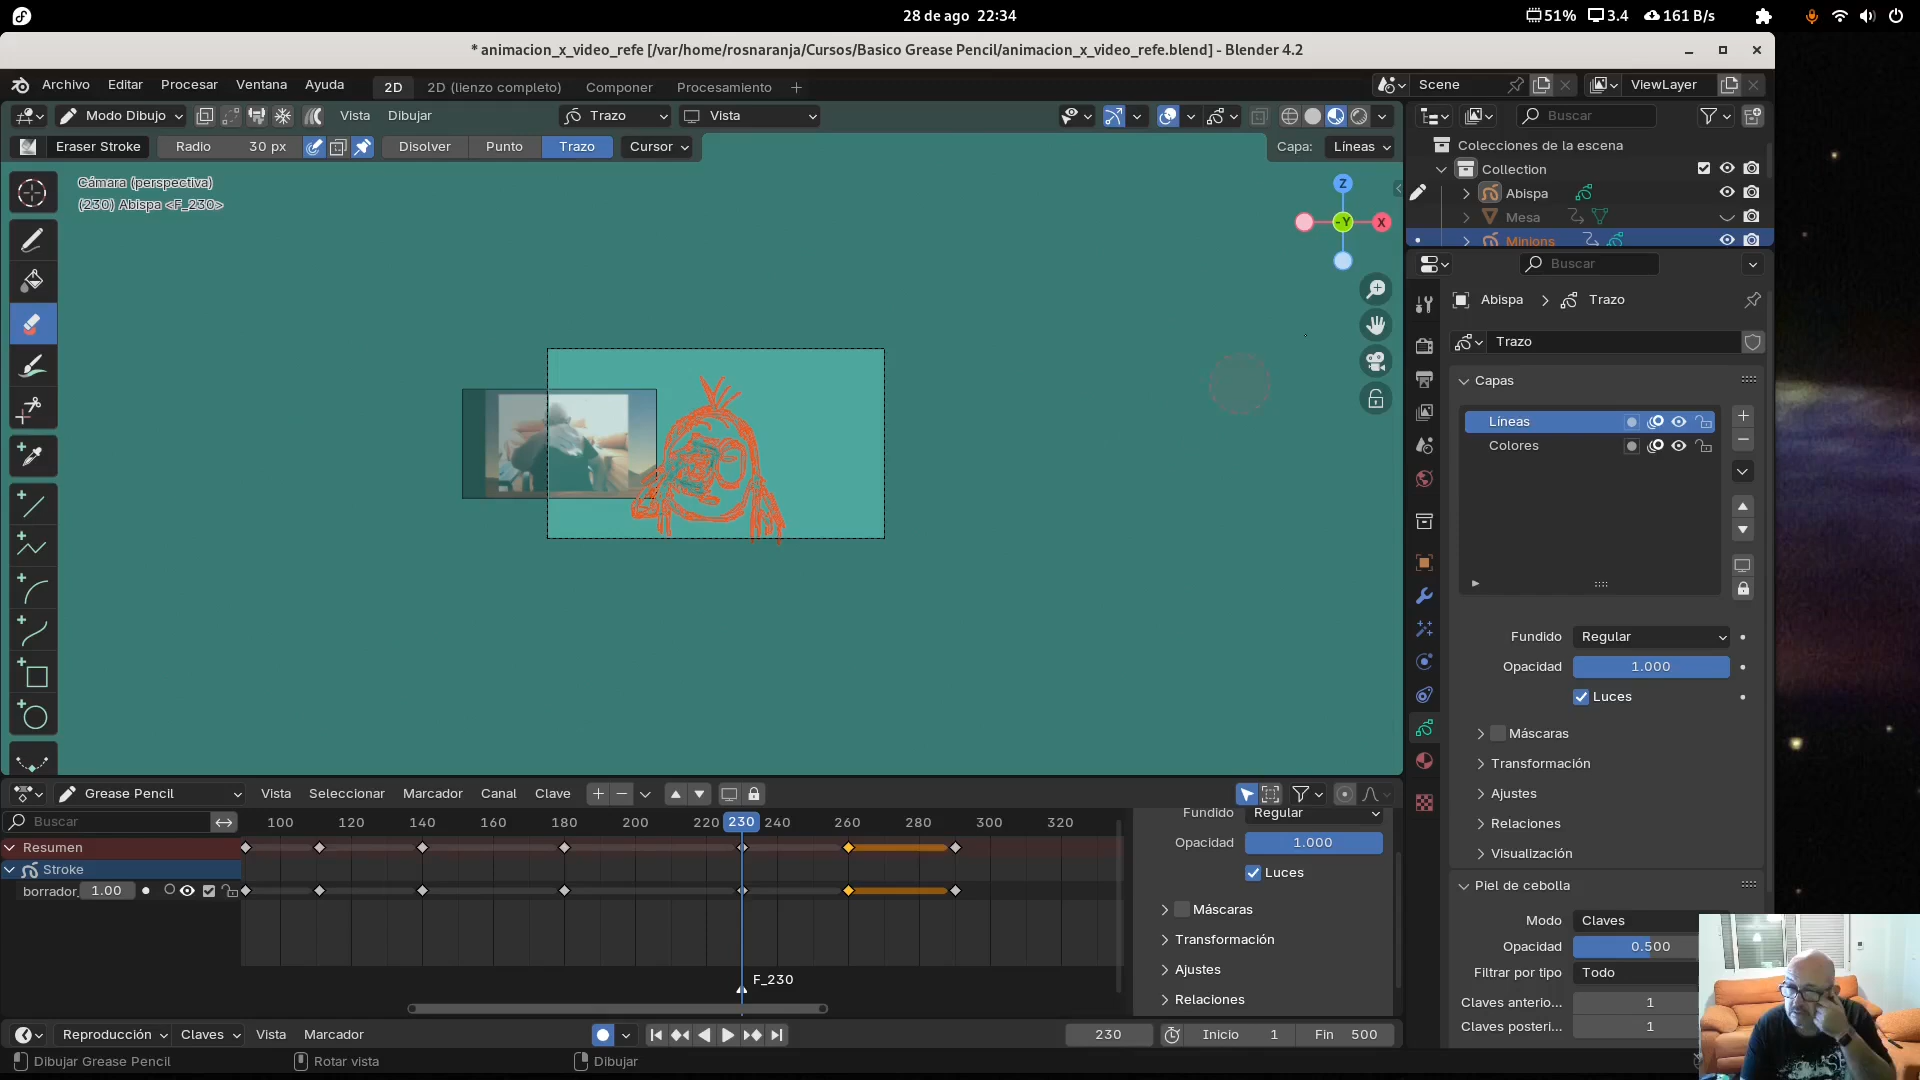 28 de ago 22:34
51% 3.4 161 B/s
* animacion_x_video_refe [/var/home/rosnaranja/Cursos/Basico Grease Pencil/animacion_x_video_refe.blend] - Blender 4.2
Archivo Editar Procesar Ventana Ayuda 2D 2D (lienzo completo) Componer Procesamiento + Scene ViewLayer
Modo Dibujo Vista Dibujar Trazo Vista Buscar
Eraser Stroke Radio 30 px Disolver Punto Trazo Cursor Capa: Líneas
Colecciones de la escena
Collection
Abispa
Mesa
Minions
Cámara (perspectiva)
(230) Abispa <F_230>
Z
-Y X
Buscar
Abispa > Trazo
Trazo
Capas
Líneas
Colores
Fundido Regular
Opacidad 1.000
Luces
Máscaras
Transformación
Ajustes
Relaciones
Visualización
Piel de cebolla
Modo Claves
Opacidad 0.500
Filtrar por tipo Todo
Claves anterio... 1
Claves posteri... 1
Grease Pencil Vista Seleccionar Marcador Canal Clave
Buscar 100 120 140 160 180 200 220 230 240 260 280 300 320
Resumen
Stroke
borrador_ 1.00
F_230
Fundido Regular
Opacidad 1.000
Luces
Máscaras
Transformación
Ajustes
Relaciones
Reproducción Claves Vista Marcador 230 Inicio 1 Fin 500
Dibujar Grease Pencil Rotar vista Dibujar